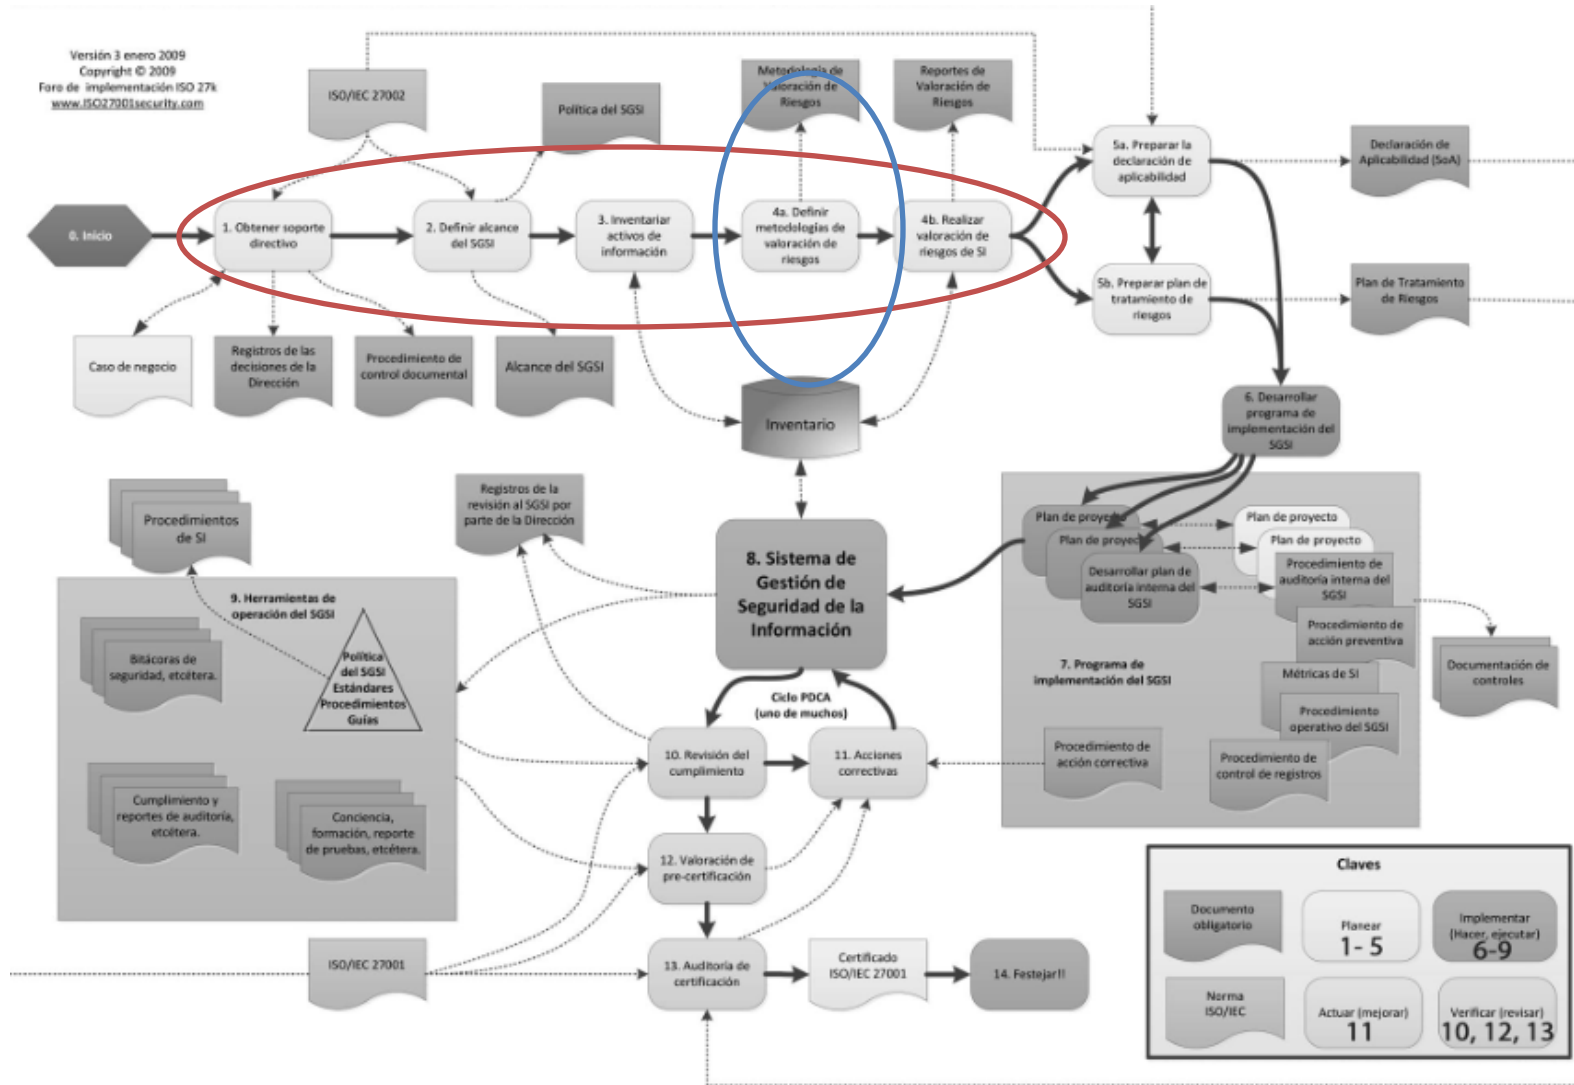 Versión 3 enero 2009
Copyright © 2009
Foro de implementación ISO 27k
www.ISO27001security.com
ISO/IEC 27002
Política del SGSI
Metodología de
Valoración de
Riesgos
Reportes de
Valoración de
Riesgos
0. Inicio
1. Obtener soporte
directivo
2. Definir alcance
del SGSI
3. Inventariar
activos de
información
4a. Definir
metodologías de
valoración de
riesgos
4b. Realizar
valoración de
riesgos de SI
5a. Preparar la
declaración de
aplicabilidad
Declaración de
Aplicabilidad (SoA)
5b. Preparar plan de
tratamiento de
riesgos
Plan de Tratamiento
de Riesgos
Caso de negocio
Registros de las
decisiones de la
Dirección
Procedimiento de
control documental
Alcance del SGSI
Inventario
6. Desarrollar
programa de
implementación del
SGSI
Procedimientos
de SI
Registros de la
revisión al SGSI por
parte de la Dirección
8. Sistema de
Gestión de
Seguridad de la
Información
Plan de proyecto
Plan de proyecto
Desarrollar plan de
auditoría interna del
SGSI
Plan de proyecto
Plan de proyecto
Procedimiento de
auditoría interna del
SGSI
Procedimiento de
acción preventiva
7. Programa de
implementación del SGSI
Métricas de SI
Procedimiento
operativo del SGSI
Procedimiento de
control de registros
Procedimiento de
acción correctiva
Documentación de
controles
9. Herramientas de
operación del SGSI
Bitácoras de
seguridad, etcétera.
Política
del SGSI
Estándares
Procedimientos
Guías
Cumplimiento y
reportes de auditoría,
etcétera.
Conciencia,
formación, reporte
de pruebas, etcétera.
Ciclo PDCA
(uno de muchos)
10. Revisión del
cumplimiento
11. Acciones
correctivas
12. Valoración de
pre-certificación
ISO/IEC 27001
13. Auditoría de
certificación
Certificado
ISO/IEC 27001
14. Festejar!!
Claves
Documento
obligatorio
Planear
1- 5
Implementar
(Hacer, ejecutar)
6-9
Norma
ISO/IEC
Actuar (mejorar)
11
Verificar (revisar)
10, 12, 13